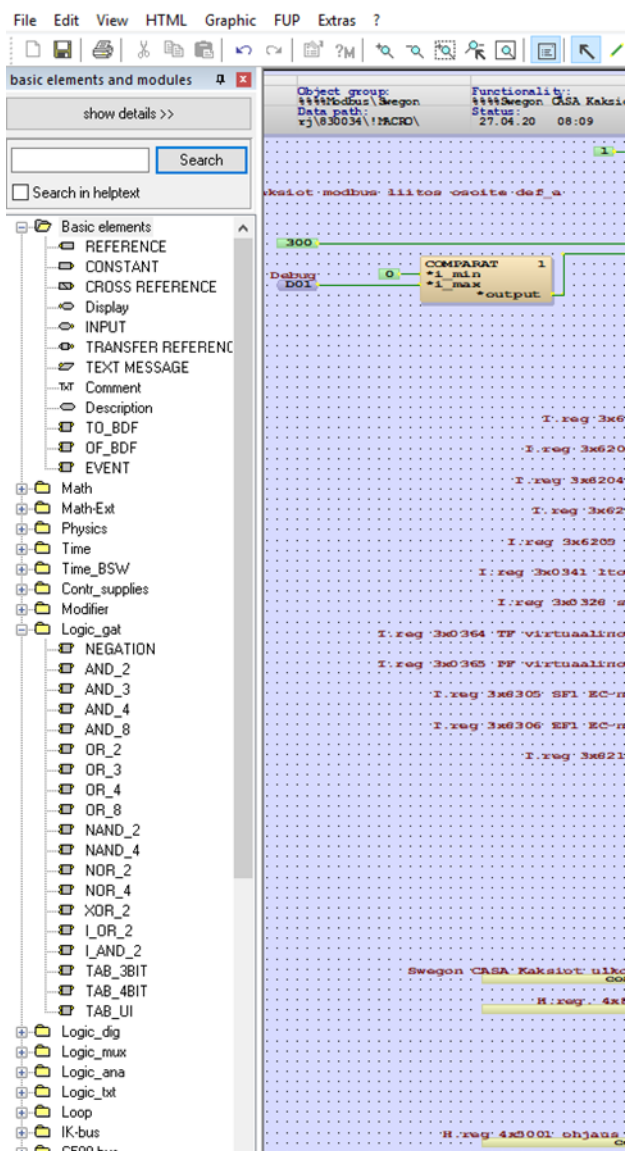 File Edit View HTML Graphic FUP Extras ?
basic elements and modules
show details >>
Search
Search in helptext
Basic elements
REFERENCE
CONSTANT
CROSS REFERENCE
Display
INPUT
TRANSFER REFERENC
TEXT MESSAGE
TxT Comment
Description
TO_BDF
OF_BDF
EVENT
Math
Math-Ext
Physics
Time
Time_BSW
Contr_supplies
Modifier
Logic_gat
NEGATION
AND_2
AND_3
AND_4
AND_8
OR_2
OR_3
OR_4
OR_8
NAND_2
NAND_4
NOR_2
NOR_4
XOR_2
I_OR_2
I_AND_2
TAB_3BIT
TAB_4BIT
TAB_UI
Logic_dig
Logic_mux
Logic_ana
Logic_txt
Loop
IK-bus
Object group:
%%%%Modbus\Swegon
Data path:
rj\830034\!MACRO\
Functionality:
%%%%Swegon CASA Kaksio
Status:
27.04.20 08:09
1
ksiot modbus liitos osoite def_a
300
Debug
D01
0
COMPARAT 1
*i_min
*i_max
*output
I.reg 3x6
I.reg 3x620
I.reg 3x6204
I.reg 3x62
I.reg 3x6209
I.reg 3x0341 lto
I.reg 3x0326 s
I.reg 3x0364 TF virtuaalino
I.reg 3x0365 PF virtuaalino
I.reg 3x6305 SF1 EC-m
I.reg 3x6306 EF1 EC-m
I.reg 3x621
Swegon CASA Kaksiot ulko
H.reg. 4x
H.reg 4x5001 ohjaus